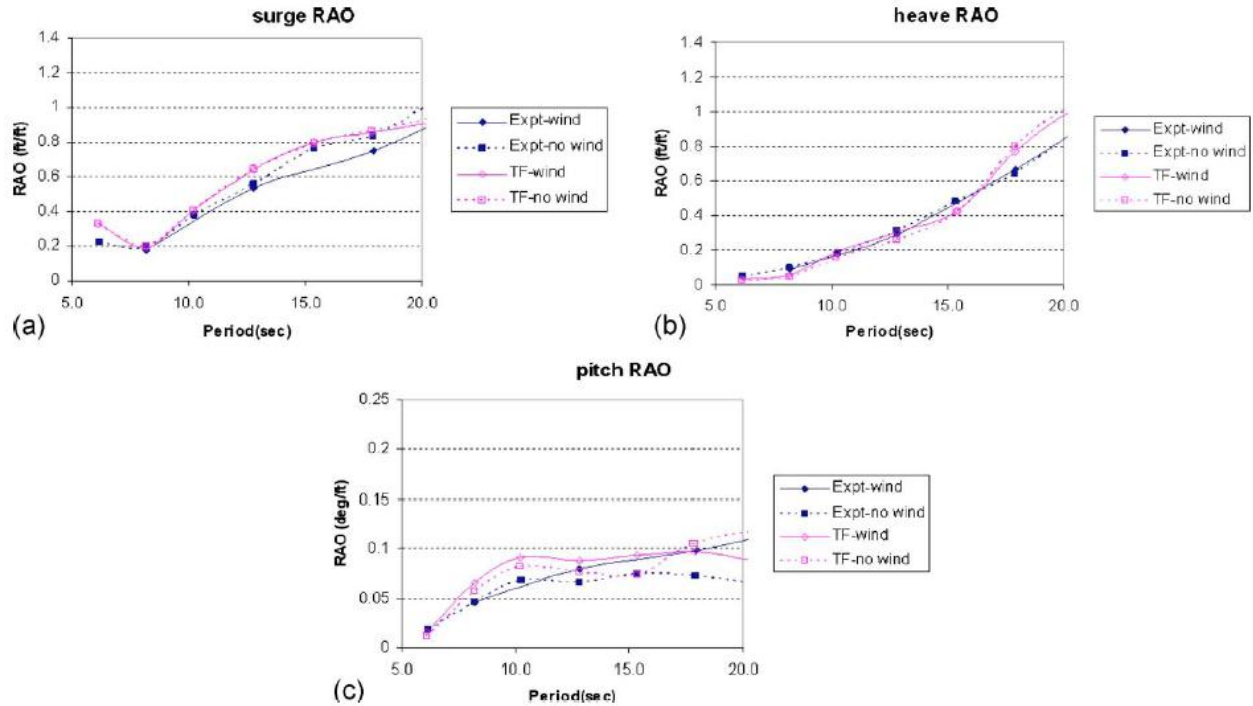 surge RAO
1.4
1.2
1
0.8
0.6
0.4
0.2
0
RAO (ft/ft)
5.0 10.0 15.0 20.0
Period(sec)
Expt-wind
Expt-no wind
TF-wind
TF-no wind
(a)
heave RAO
1.4
1.2
1
0.8
0.6
0.4
0.2
0
RAO (ft/ft)
5.0 10.0 15.0 20.0
Period(sec)
Expt-wind
Expt-no wind
TF-wind
TF-no wind
(b)
pitch RAO
0.25
0.2
0.15
0.1
0.05
0
RAO (deg/ft)
5.0 10.0 15.0 20.0
Period(sec)
Expt-wind
Expt-no wind
TF-wind
TF-no wind
(c)